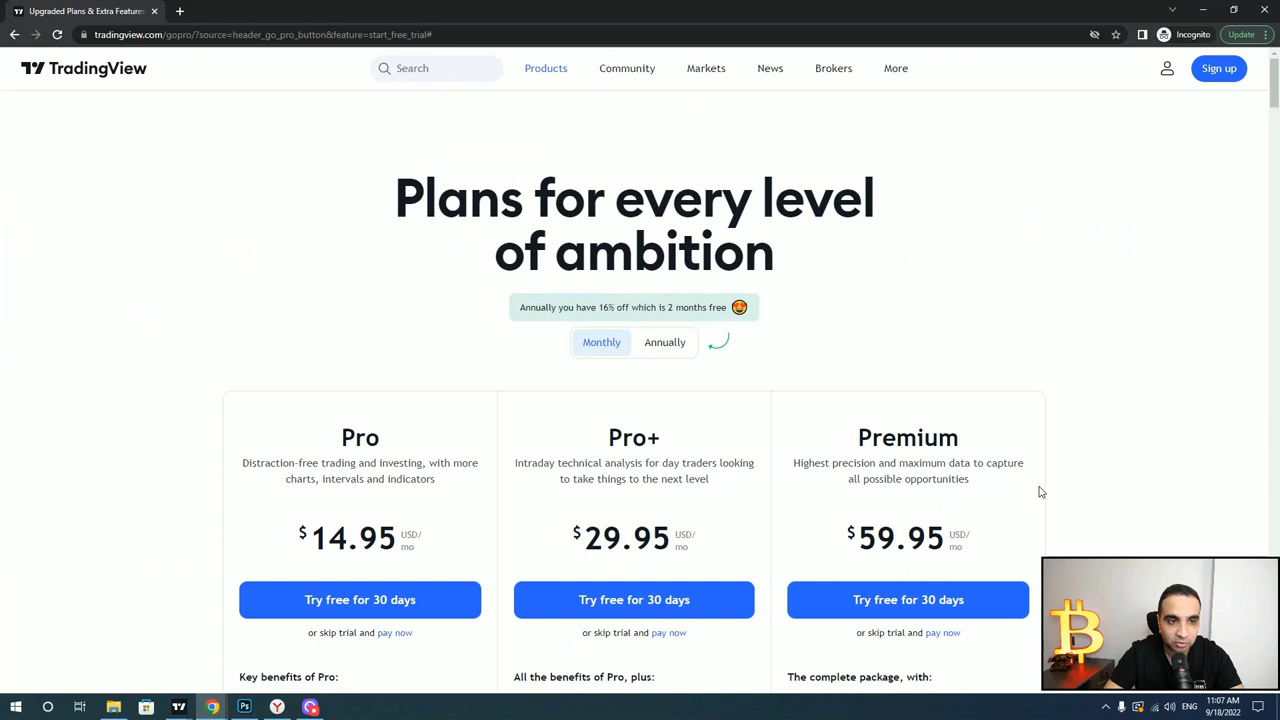 Upgraded Plans & Extra Features
tradingview.com/gopro/?source=header_go_pro_button&feature=start_free_trial#
Incognito
Update
TradingView
Search
Products
Community
Markets
News
Brokers
More
Sign up
Plans for every level
of ambition
Annually you have 16% off which is 2 months free
Monthly
Annually
Pro
Distraction-free trading and investing, with more
charts, intervals and indicators
$14.95 USD/
mo
Try free for 30 days
or skip trial and pay now
Key benefits of Pro:
Pro+
Intraday technical analysis for day traders looking
to take things to the next level
$29.95 USD/
mo
Try free for 30 days
or skip trial and pay now
All the benefits of Pro, plus:
Premium
Highest precision and maximum data to capture
all possible opportunities
$59.95 USD/
mo
Try free for 30 days
or skip trial and pay now
The complete package, with:
ENG
11:07 AM
9/18/2022